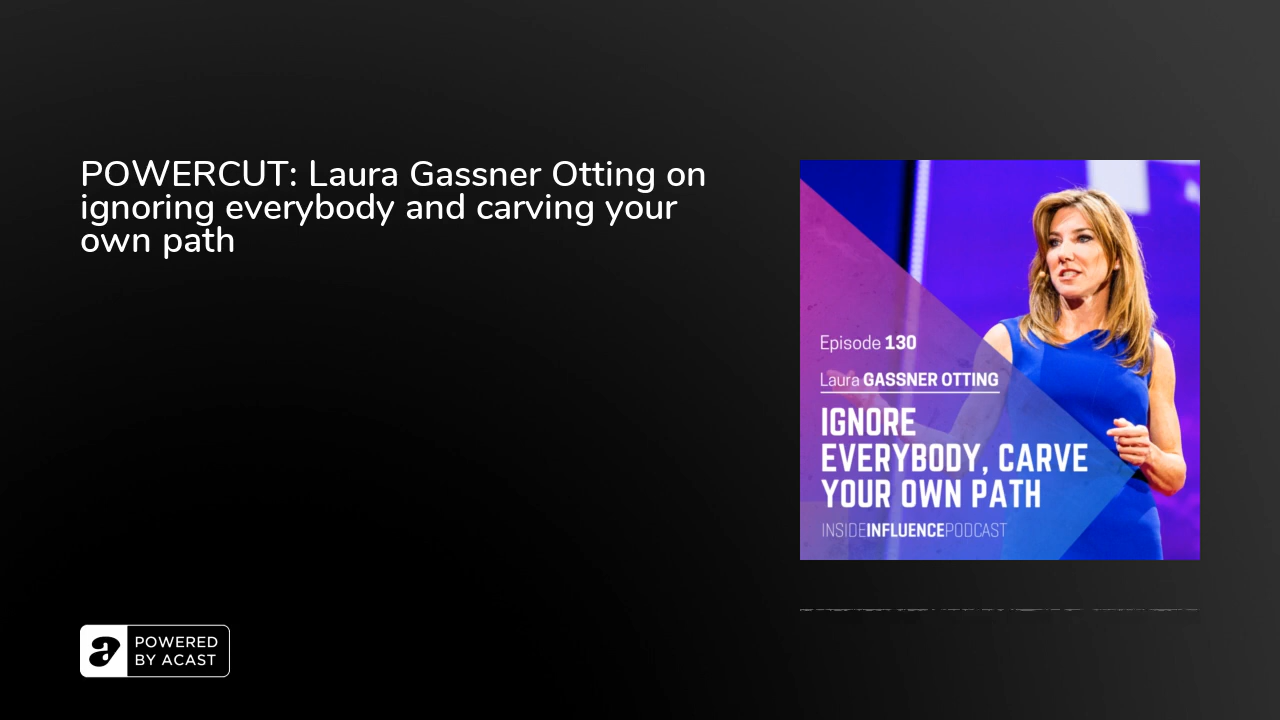 POWERCUT: Laura Gassner Otting on
ignoring everybody and carving your
own path
Episode 130
Laura GASSNER OTTING
IGNORE
EVERYBODY, CARVE
YOUR OWN PATH
INSIDEINFLUENCEPODCAST
a POWERED
BY ACAST